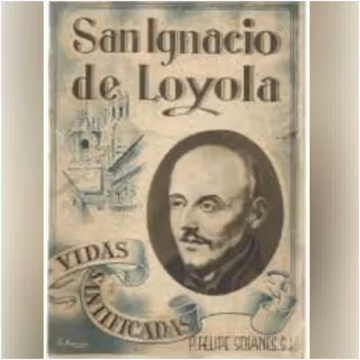 San Ignacio
de Loyola
VIDAS
SANTIFICADAS
P. FELIPE SOLANES. S. J.